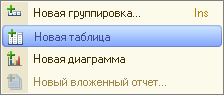 Новая группировка... Ins
Новая таблица
Новая диаграмма
Новый вложенный отчет...